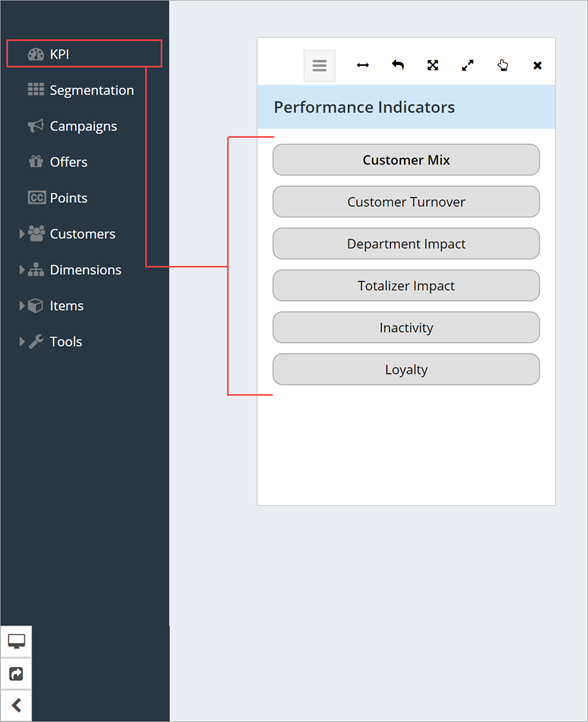 KPI
Segmentation
Campaigns
Offers
CC Points
Customers
Dimensions
Items
Tools
Performance Indicators
Customer Mix
Customer Turnover
Department Impact
Totalizer Impact
Inactivity
Loyalty